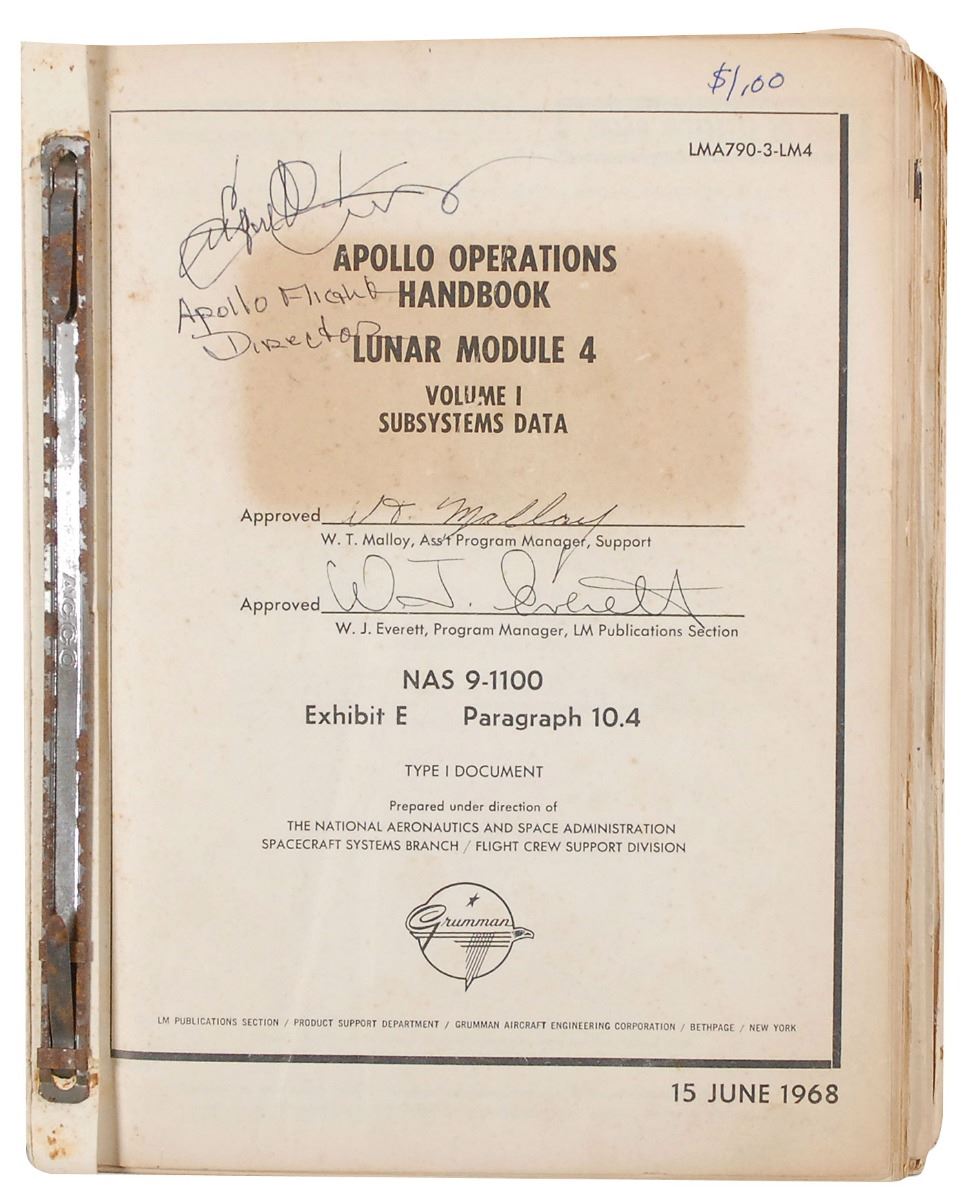 $1.00
LMA790-3-LM4
APOLLO OPERATIONS
HANDBOOK
Apollo Flight
Director
LUNAR MODULE 4
VOLUME I
SUBSYSTEMS DATA
Approved W. T. Malloy
W. T. Malloy, Ass't Program Manager, Support
Approved W. J. Everett
W. J. Everett, Program Manager, LM Publications Section
NAS 9-1100
Exhibit E Paragraph 10.4
TYPE I DOCUMENT
Prepared under direction of
THE NATIONAL AERONAUTICS AND SPACE ADMINISTRATION
SPACECRAFT SYSTEMS BRANCH / FLIGHT CREW SUPPORT DIVISION
Grumman
LM PUBLICATIONS SECTION / PRODUCT SUPPORT DEPARTMENT / GRUMMAN AIRCRAFT ENGINEERING CORPORATION / BETHPAGE / NEW YORK
15 JUNE 1968
ACCO